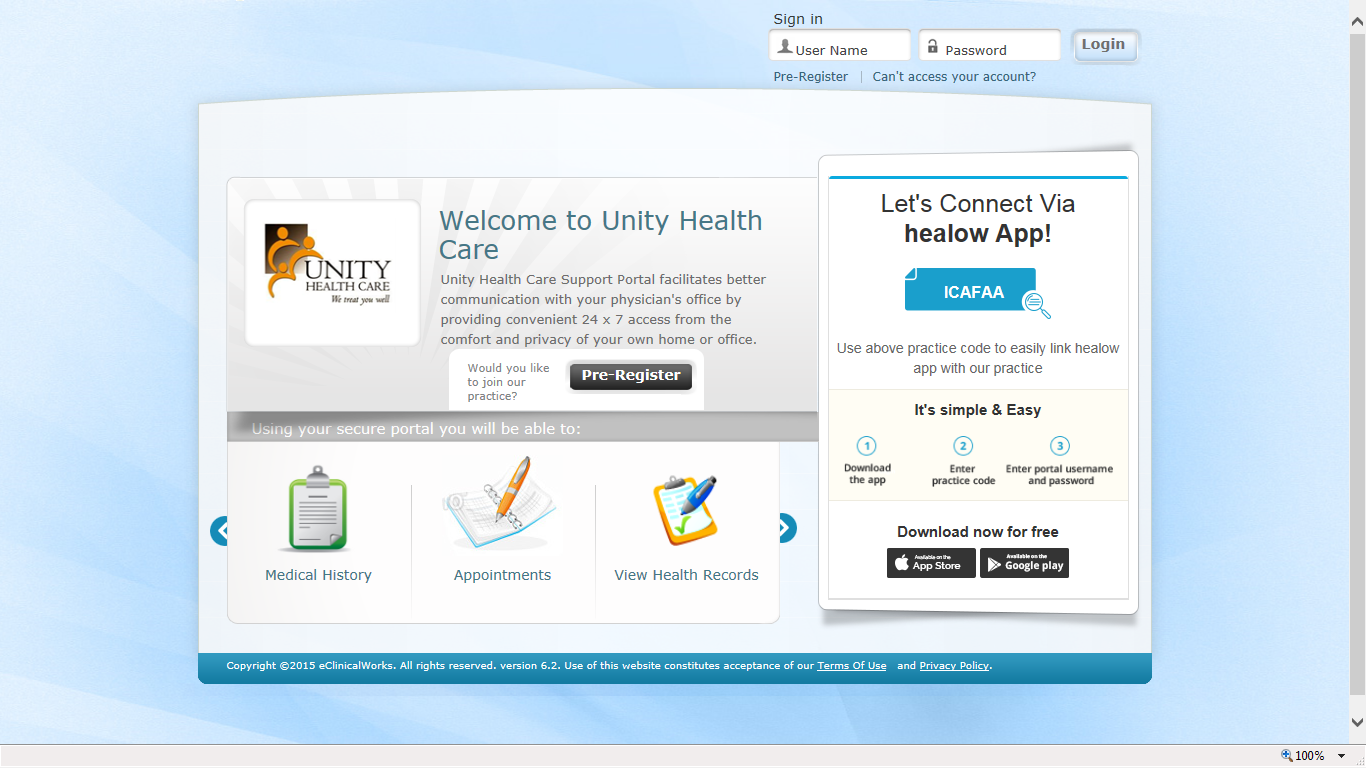 Sign in
User Name
Password
Login
Pre-Register
Can't access your account?
UNITY
HEALTH CARE
We treat you well
Welcome to Unity Health
Care
Unity Health Care Support Portal facilitates better
communication with your physician's office by
providing convenient 24 x 7 access from the
comfort and privacy of your own home or office.
Would you like
to join our
practice?
Pre-Register
Using your secure portal you will be able to:
Medical History
Appointments
View Health Records
Let's Connect Via
healow App!
ICAFAA
Use above practice code to easily link healow
app with our practice
It's simple & Easy
1
Download
the app
2
Enter
practice code
3
Enter portal username
and password
Download now for free
Available on the
App Store
Available on the
Google play
Copyright ©2015 eClinicalWorks. All rights reserved. version 6.2. Use of this website constitutes acceptance of our Terms Of Use and Privacy Policy.
100%